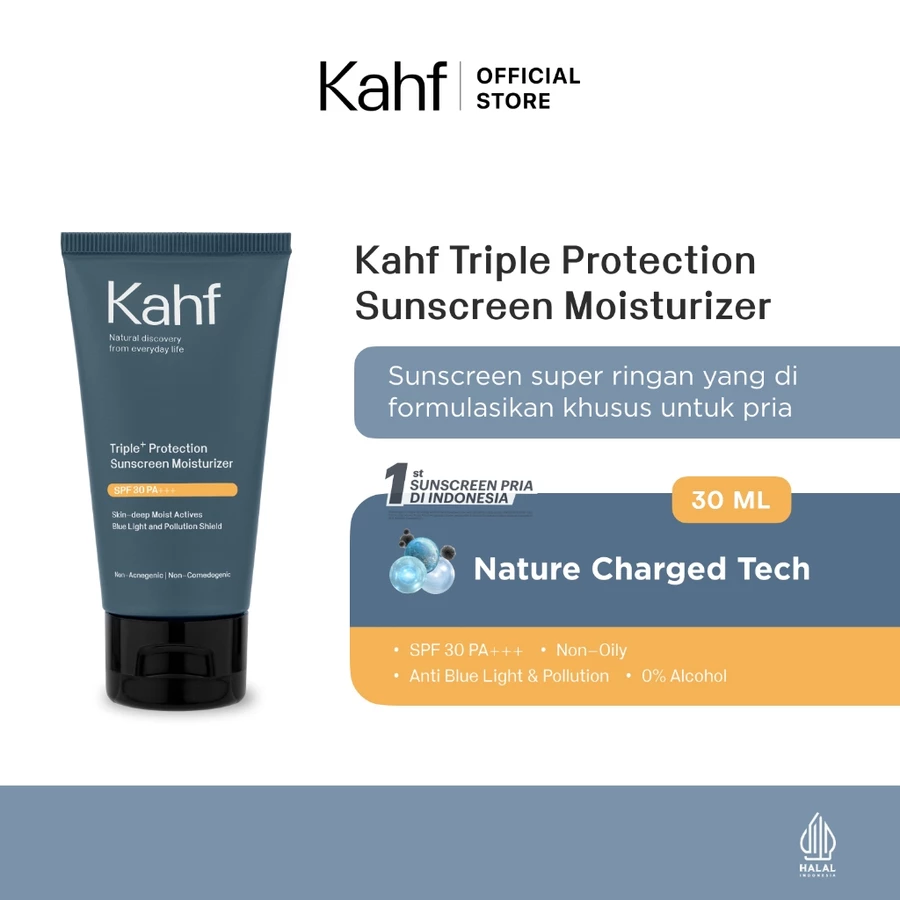 Kahf
OFFICIAL
STORE
Kahf
Natural discovery
from everyday life
Triple+ Protection
Sunscreen Moisturizer
SPF 30 PA+++
Skin-deep Moist Actives
Blue Light and Pollution Shield
Non-Acnegenic | Non-Comedogenic
Kahf Triple Protection
Sunscreen Moisturizer
Sunscreen super ringan yang di
formulasikan khusus untuk pria
1st
SUNSCREEN PRIA
DI INDONESIA
30 ML
Nature Charged Tech
• SPF 30 PA+++ • Non-Oily
• Anti Blue Light & Pollution • 0% Alcohol
HALAL
INDONESIA